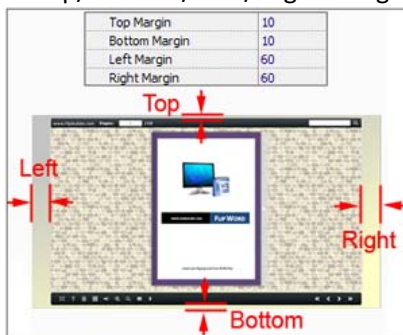 Top Margin 10
Bottom Margin 10
Left Margin 60
Right Margin 60
Top
Left
FLIP WORD
Right
Bottom